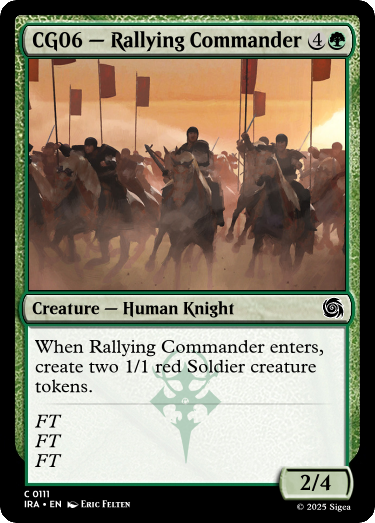 CG06 — Rallying Commander 4
Creature — Human Knight
When Rallying Commander enters,
create two 1/1 red Soldier creature
tokens.
FT
FT
FT
2/4
C 0111
IRA • EN Eric Felten
© 2025 Sigea